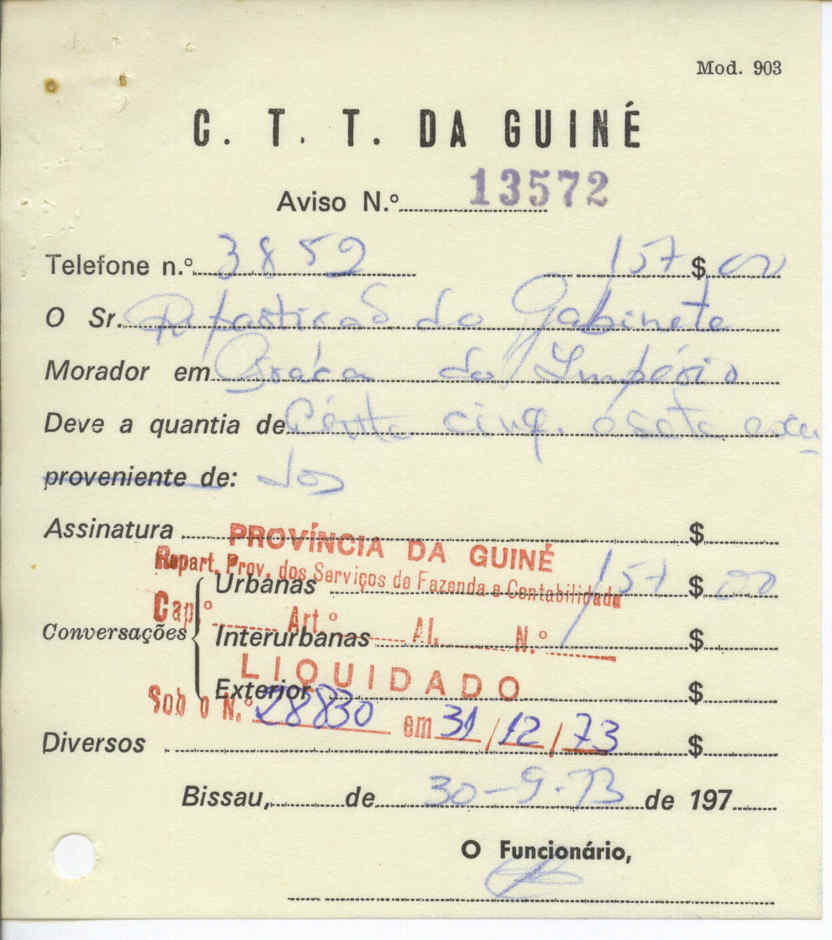 Mod. 903
C. T. T. DA GUINÉ
Aviso N.º 13572
Telefone n.º 3852 157 $ 00
O Sr. Repartição do Gabinete
Morador em Praça do Império
Deve a quantia de Cento cinq. e sete escu
proveniente de: dos
Assinatura $
PROVÍNCIA DA GUINÉ
Repart. Prov. dos Serviços de Fazenda e Contabilidade
Urbanas 157 $ 00
Cap.º Art.º Al. N.º
Conversações Interurbanas $
LIQUIDADO
Exterior $
Sob o N.º 28830 em 31/12/73
Diversos $
Bissau, de 30-9-73 de 197
O Funcionário,